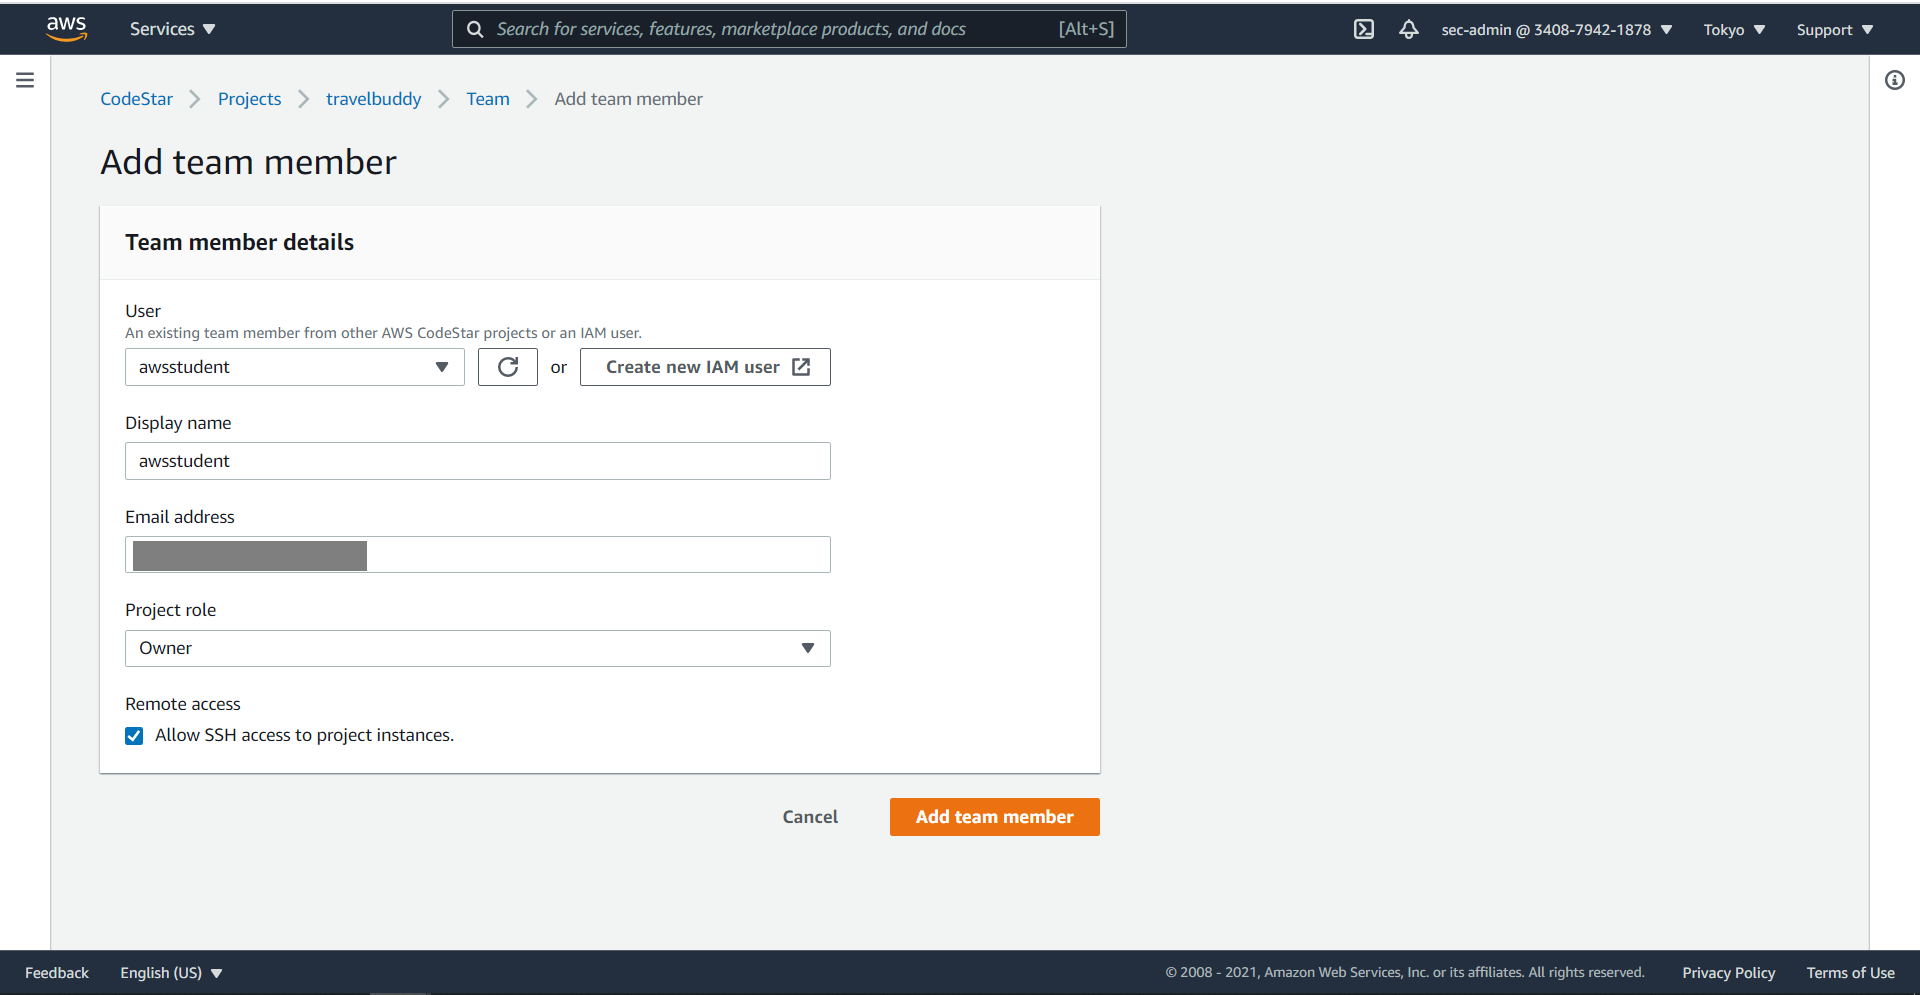 aws Services Search for services, features, marketplace products, and docs [Alt+S] sec-admin @ 3408-7942-1878 Tokyo Support
CodeStar Projects travelbuddy Team Add team member
Add team member
Team member details
User
An existing team member from other AWS CodeStar projects or an IAM user.
awsstudent or Create new IAM user
Display name
awsstudent
Email address
Project role
Owner
Remote access
Allow SSH access to project instances.
Cancel Add team member
Feedback English (US) © 2008 - 2021, Amazon Web Services, Inc. or its affiliates. All rights reserved. Privacy Policy Terms of Use